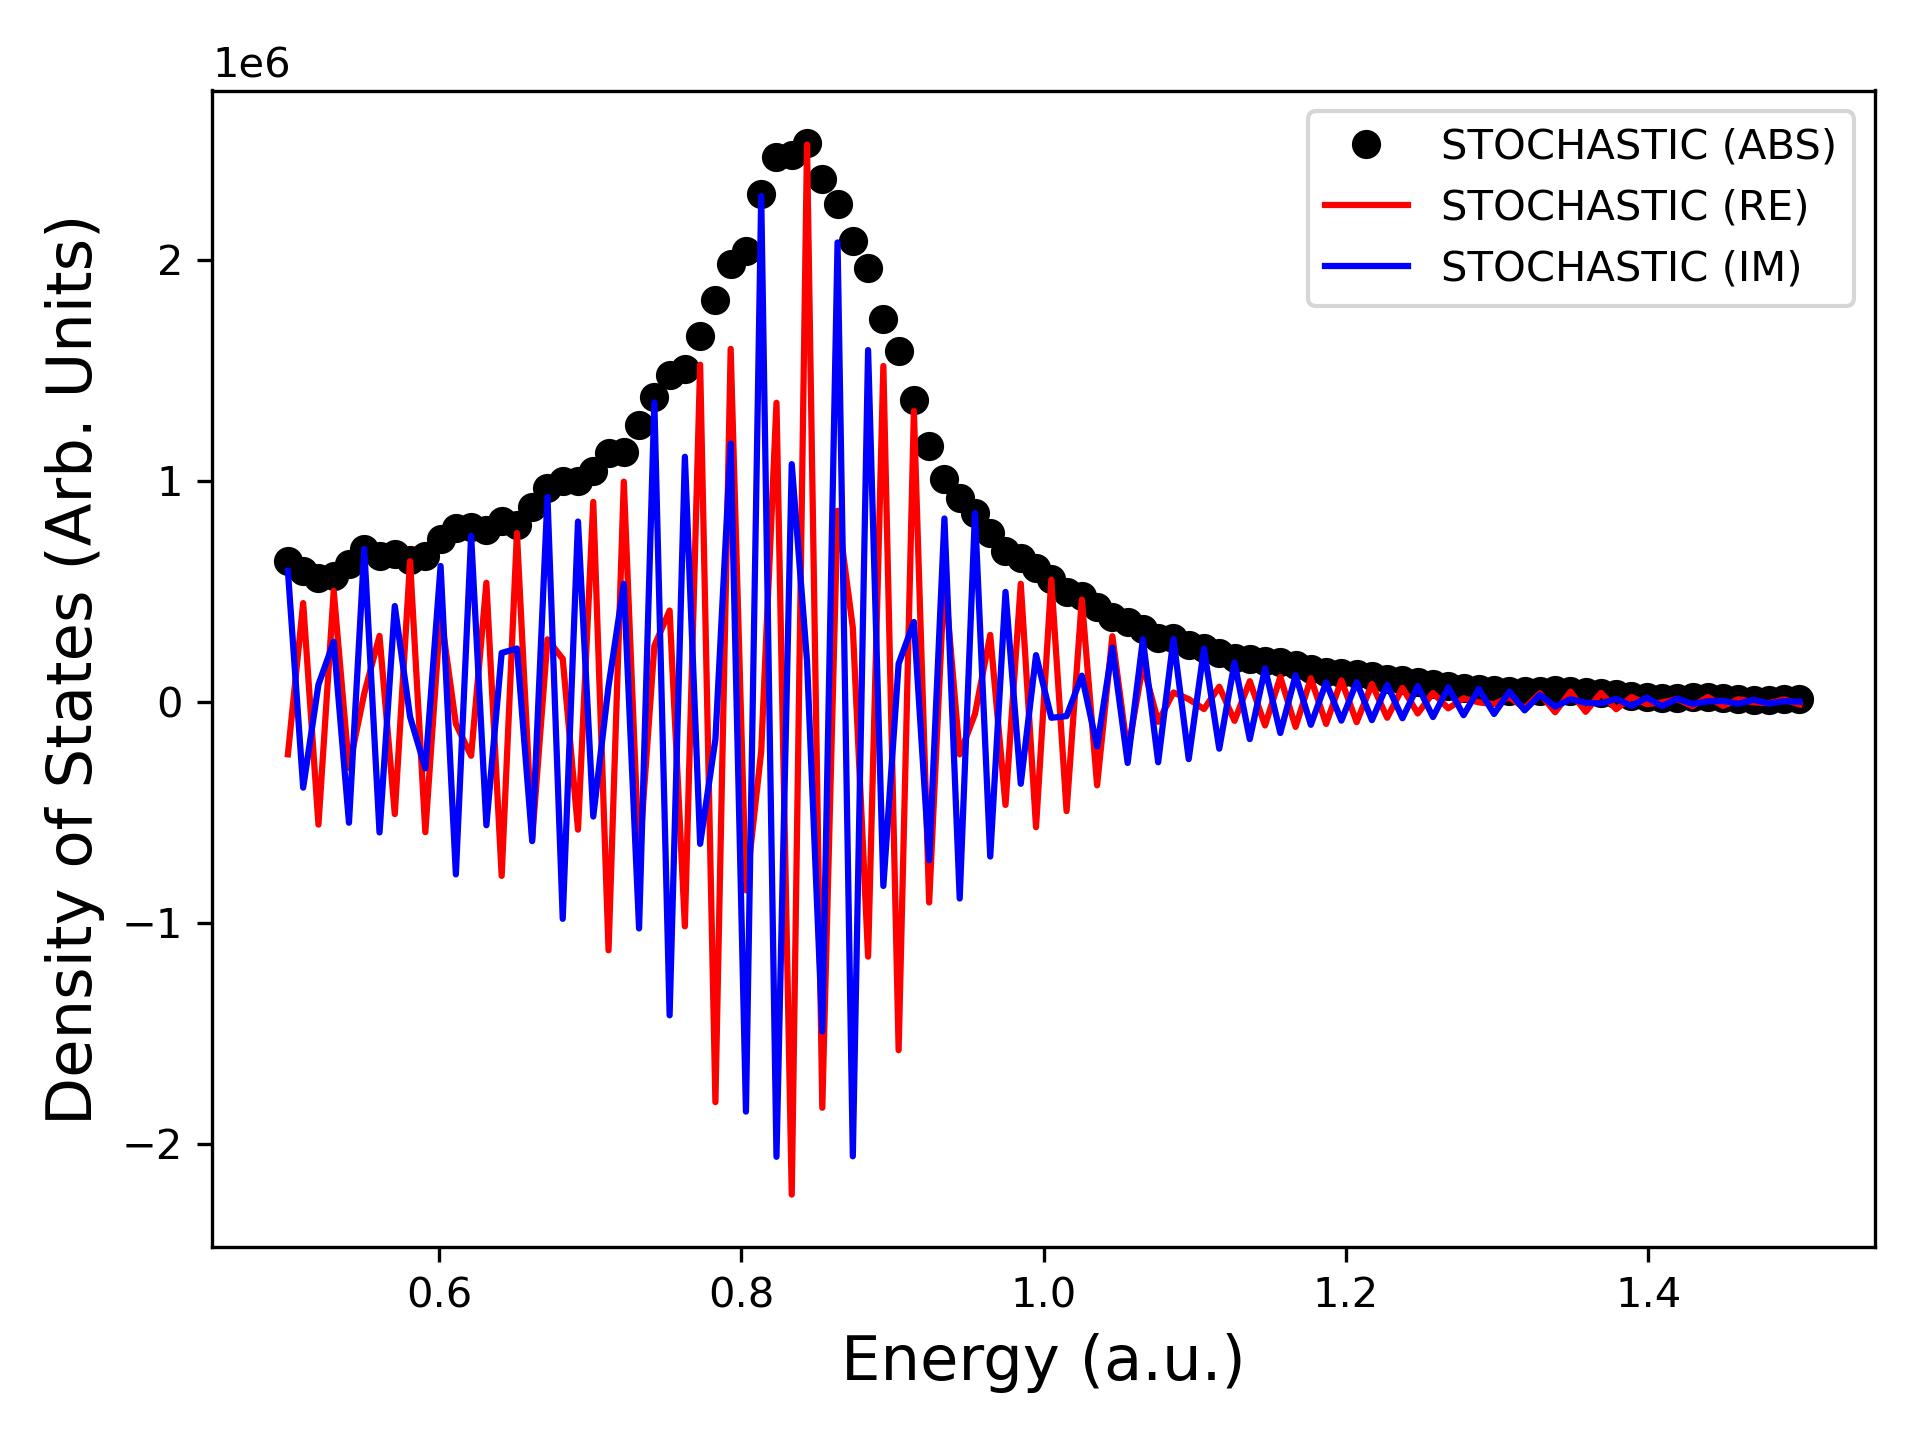 1e6
STOCHASTIC (ABS)
STOCHASTIC (RE)
STOCHASTIC (IM)
Density of States (Arb. Units)
2
1
0
−1
−2
0.6 0.8 1.0 1.2 1.4
Energy (a.u.)